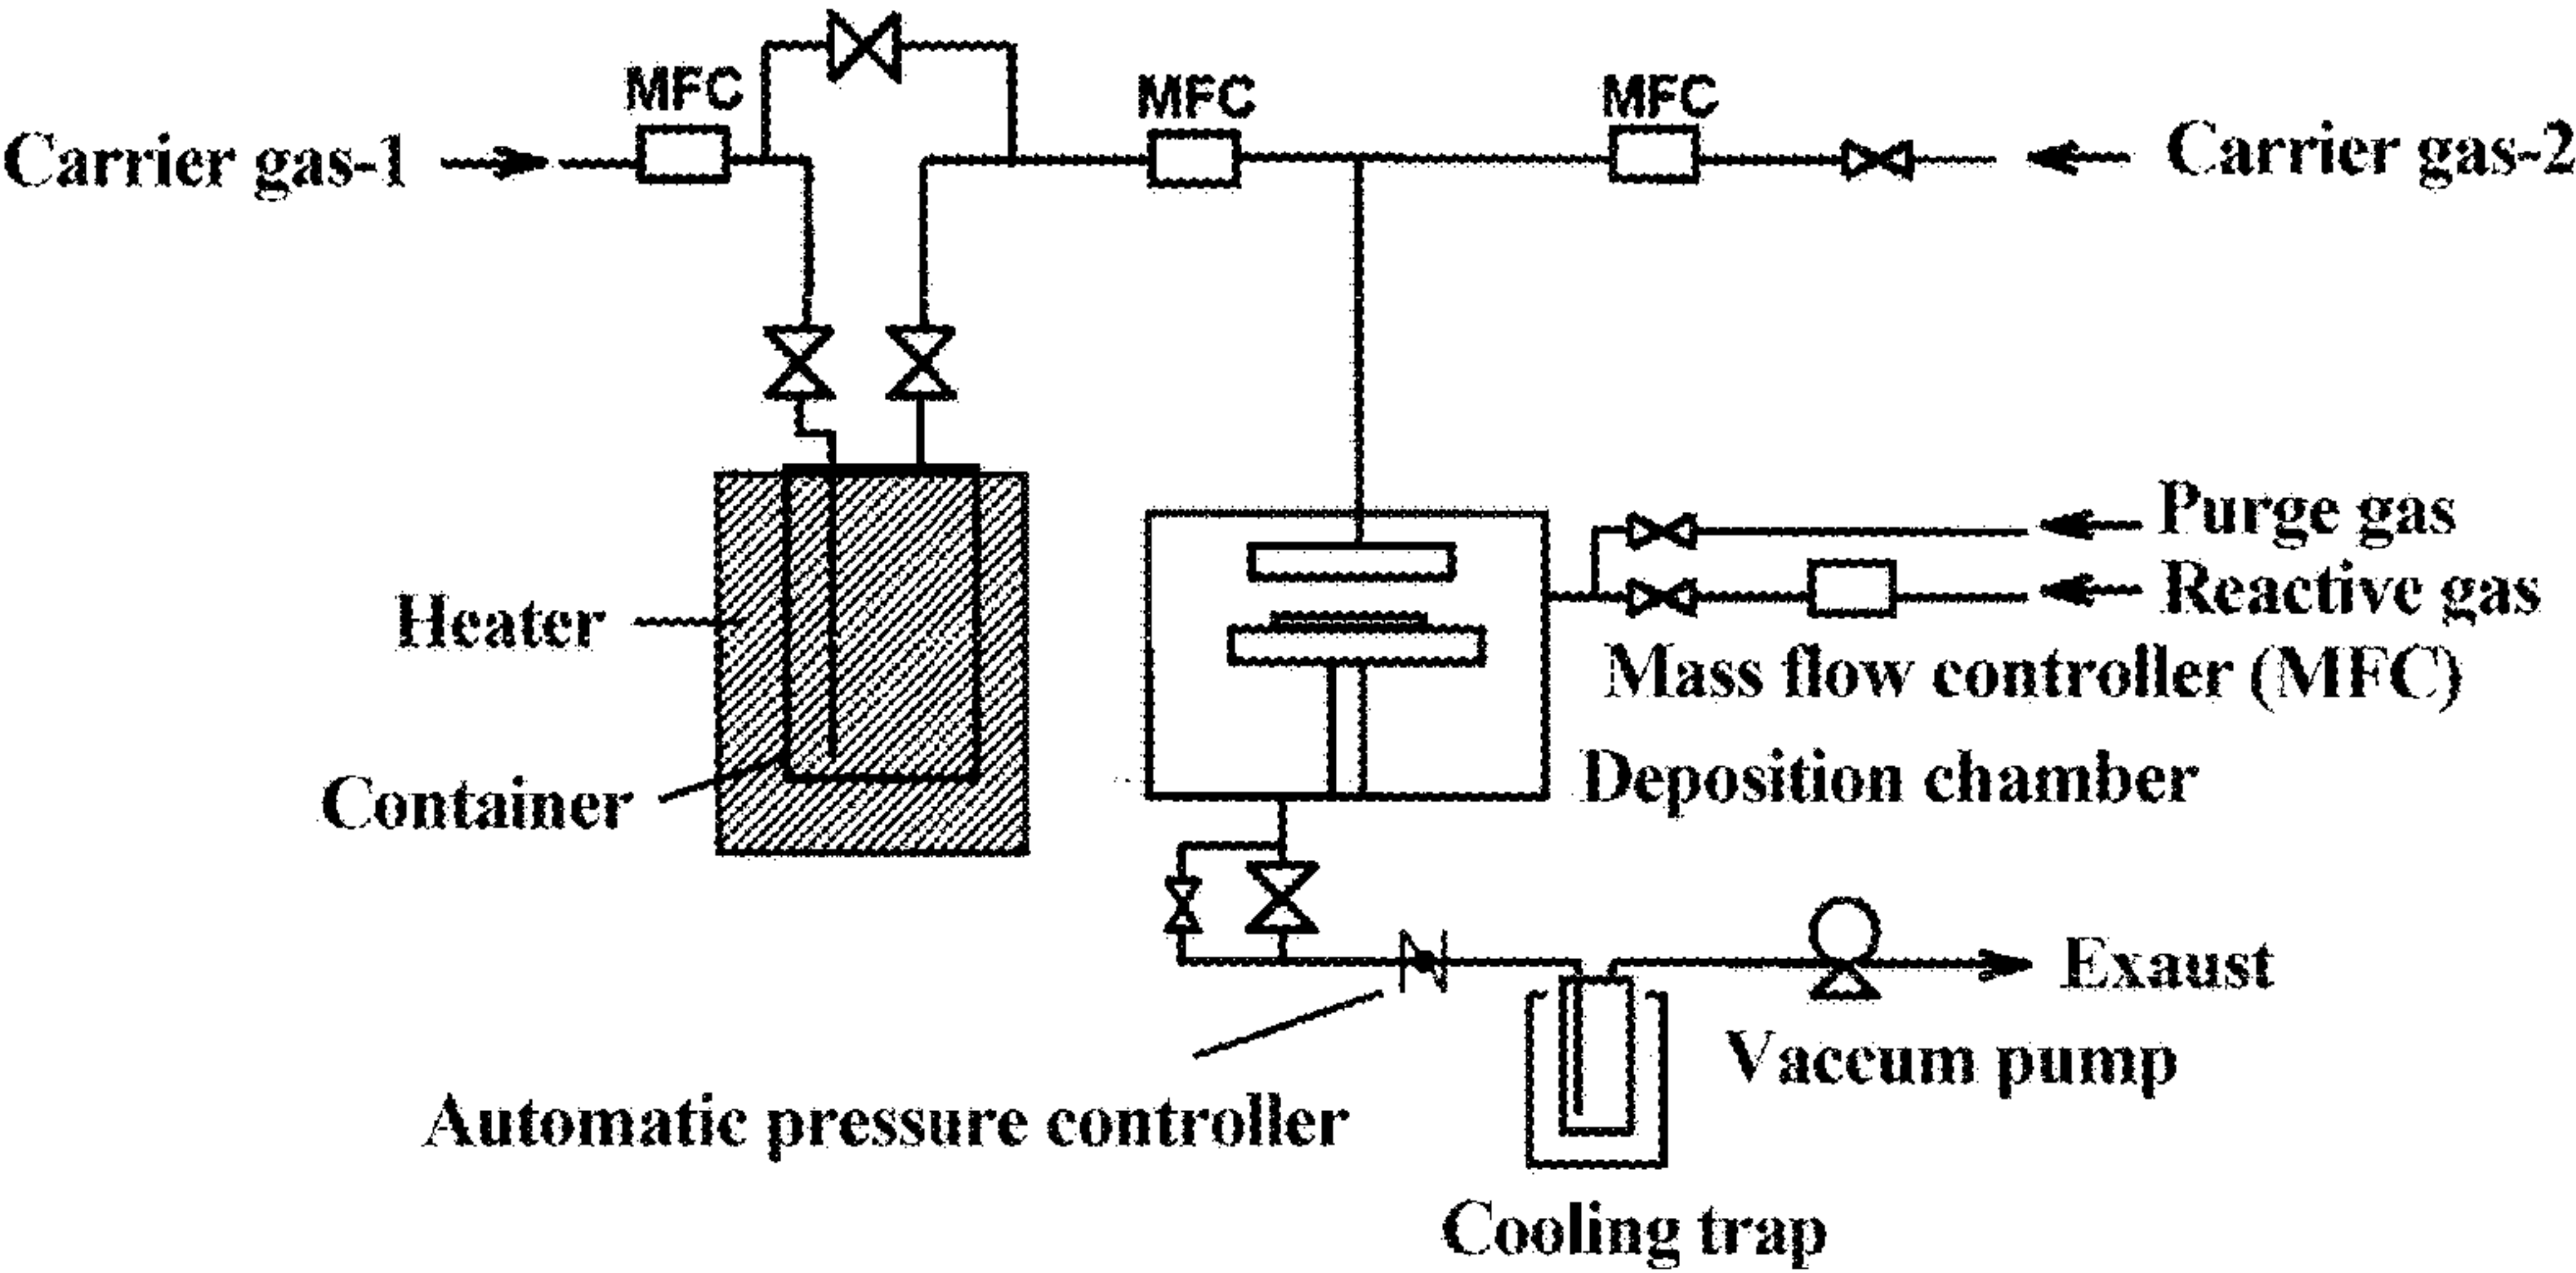 MFC
MFC
MFC
Carrier gas-1
Carrier gas-2
Purge gas
Reactive gas
Heater
Mass flow controller (MFC)
Container
Deposition chamber
Exaust
Vaccum pump
Automatic pressure controller
Cooling trap